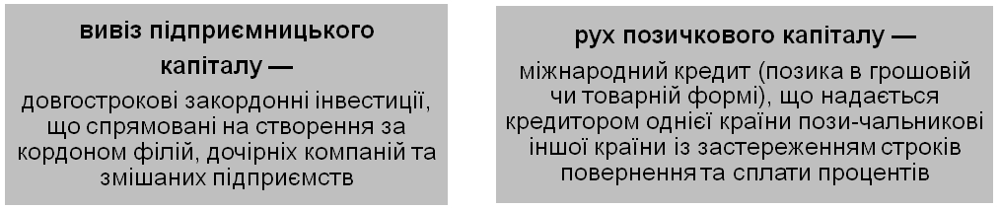 вивіз підприємницького
капіталу —
довгострокові закордонні інвестиції,
що спрямовані на створення за
кордоном філій, дочірніх компаній та
змішаних підприємств
рух позичкового капіталу —
міжнародний кредит (позика в грошовій
чи товарній формі), що надається
кредитором однієї країни пози-чальникові
іншої країни із застереженням строків
повернення та сплати процентів